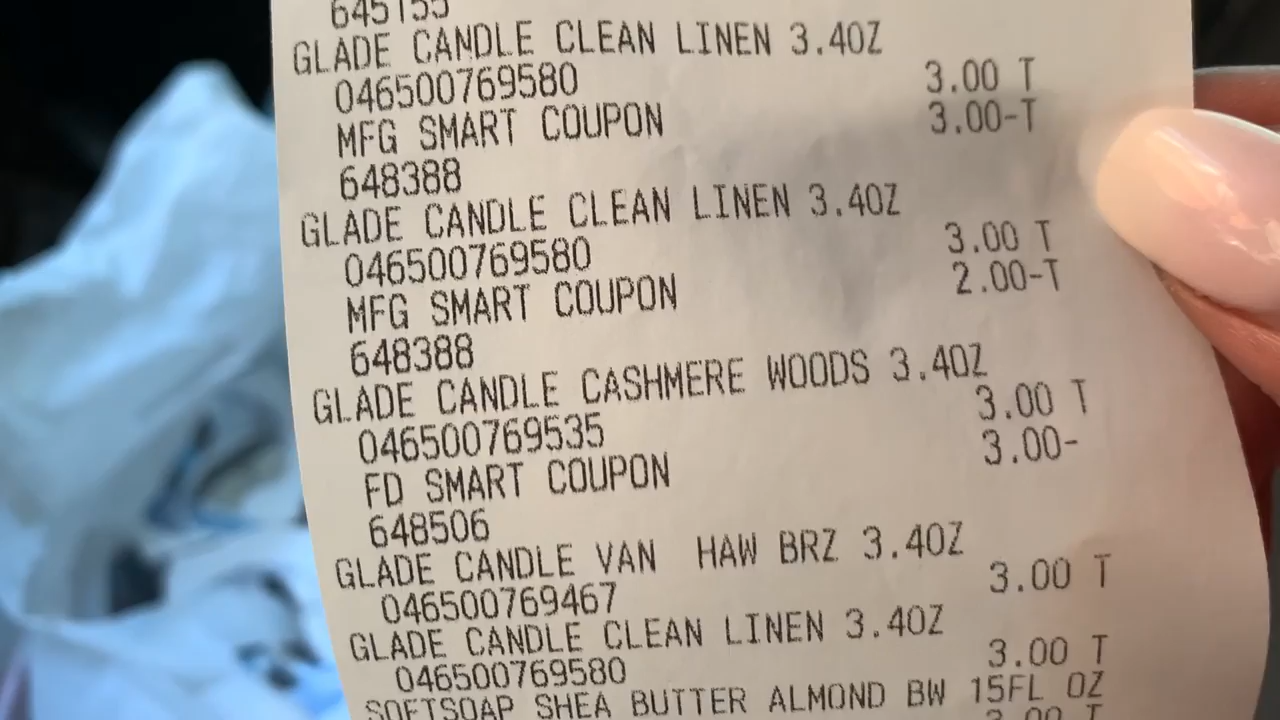 645155
GLADE CANDLE CLEAN LINEN 3.4OZ
046500769580 3.00 T
MFG SMART COUPON 3.00-T
648388
GLADE CANDLE CLEAN LINEN 3.4OZ
046500769580 3.00 T
MFG SMART COUPON 2.00-T
648388
GLADE CANDLE CASHMERE WOODS 3.4OZ
046500769535 3.00 T
FD SMART COUPON 3.00-
648506
GLADE CANDLE VAN HAW BRZ 3.4OZ
046500769467 3.00 T
GLADE CANDLE CLEAN LINEN 3.4OZ
046500769580 3.00 T
SOFTSOAP SHEA BUTTER ALMOND BW 15FL OZ